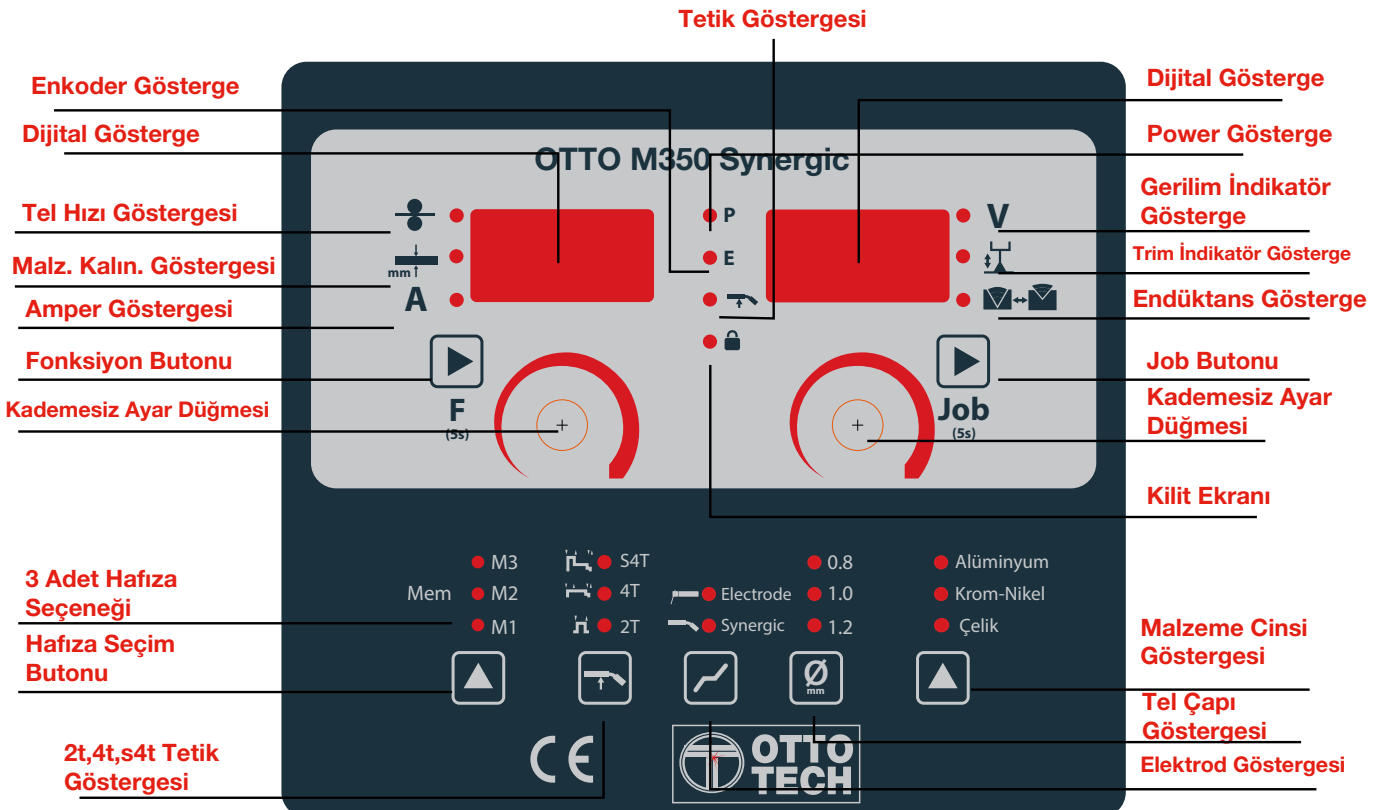 Tetik Göstergesi
Enkoder Gösterge
Dijital Gösterge
Tel Hızı Göstergesi
Malz. Kalın. Göstergesi
Amper Göstergesi
Fonksiyon Butonu
Kademesiz Ayar Düğmesi
3 Adet Hafıza
Seçeneği
Hafıza Seçim
Butonu
2t,4t,s4t Tetik
Göstergesi
OTTO M350 Synergic
mm
A
P
E
V
F
(5s)
Job
(5s)
Mem
M3
M2
M1
S4T
4T
2T
Electrode
Synergic
0.8
1.0
1.2
Alüminyum
Krom-Nikel
Çelik
Ø
mm
CE
OTTO
TECH
Dijital Gösterge
Power Gösterge
Gerilim İndikatör
Gösterge
Trim İndikatör Gösterge
Endüktans Gösterge
Job Butonu
Kademesiz Ayar
Düğmesi
Kilit Ekranı
Malzeme Cinsi
Göstergesi
Tel Çapı
Göstergesi
Elektrod Göstergesi